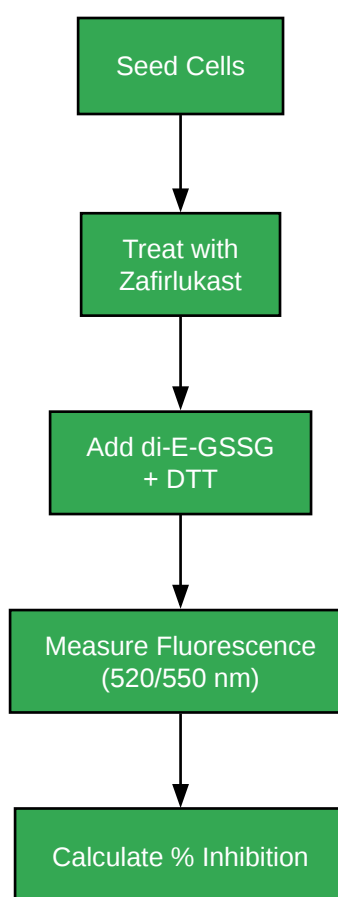 Seed Cells
Treat with
Zafirlukast
Add di-E-GSSG
+ DTT
Measure Fluorescence
(520/550 nm)
Calculate % Inhibition